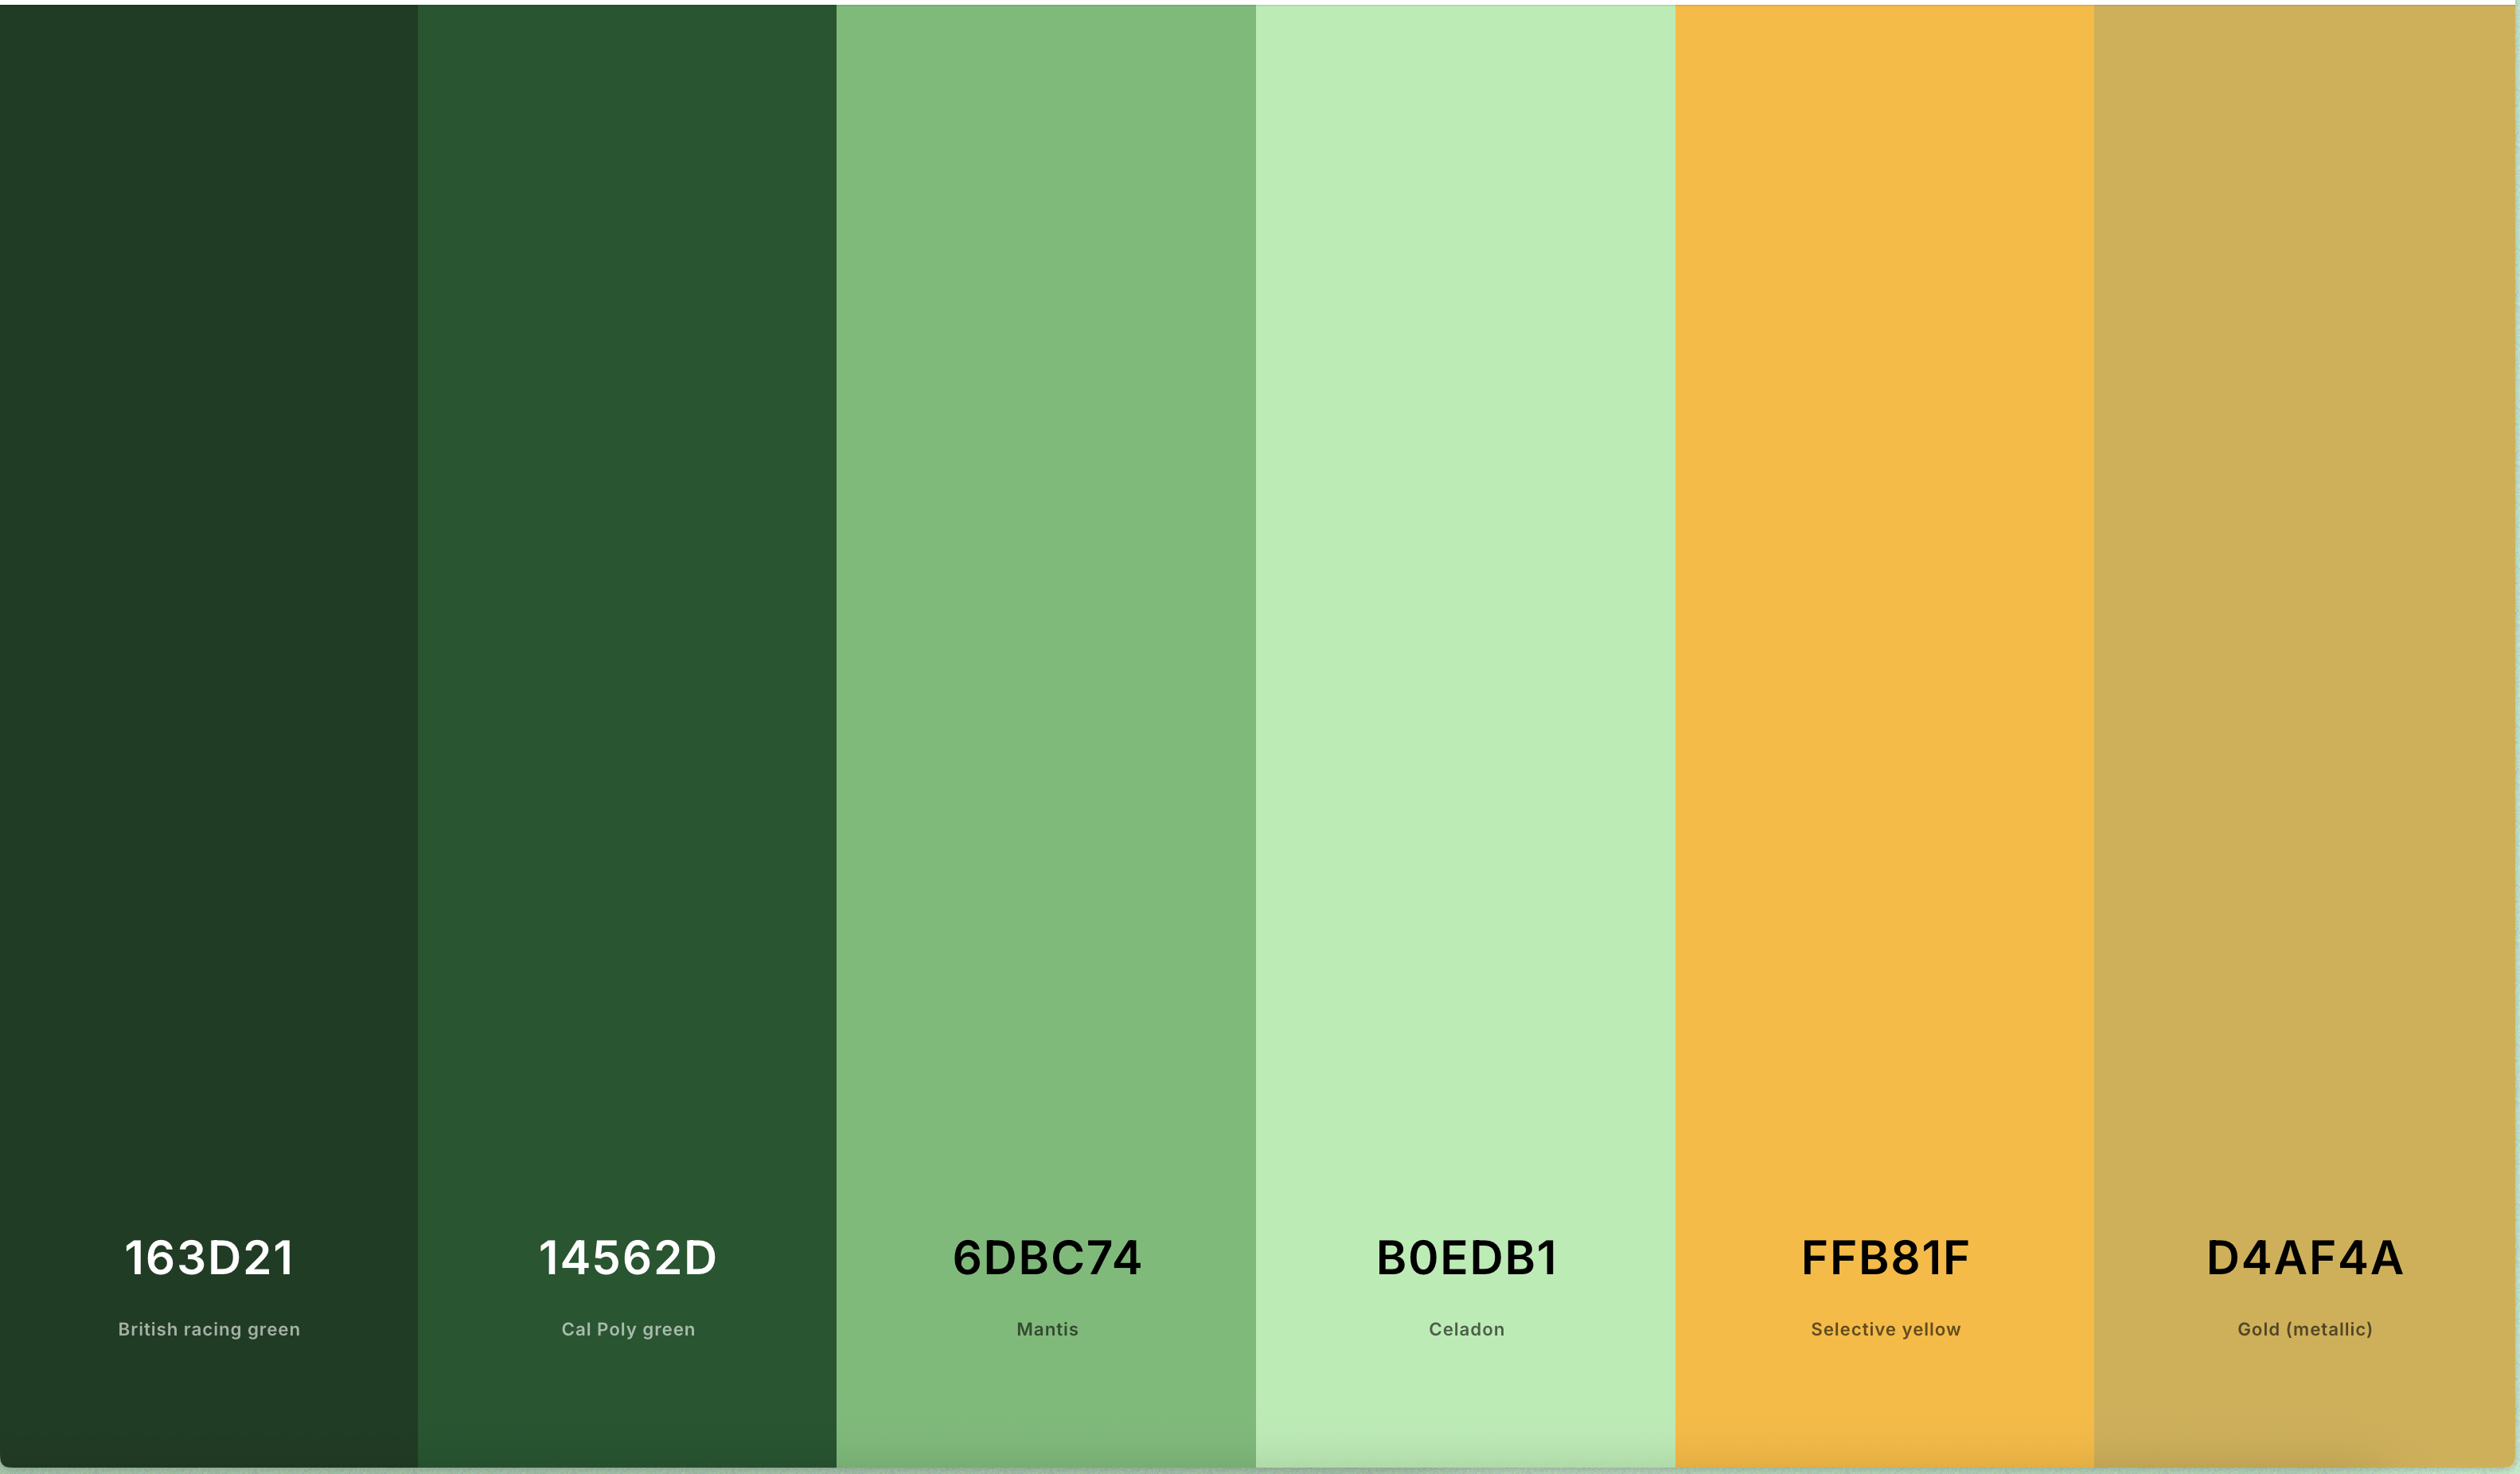 163D21
British racing green
14562D
Cal Poly green
6DBC74
Mantis
B0EDB1
Celadon
FFB81F
Selective yellow
D4AF4A
Gold (metallic)